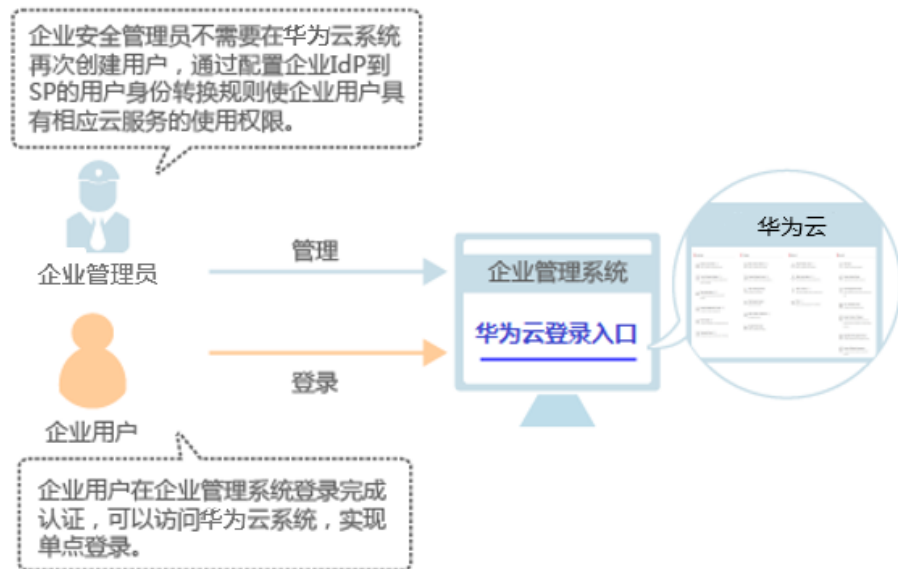 企业安全管理员不需要在华为云系统
再次创建用户，通过配置企业IdP到
SP的用户身份转换规则使企业用户具
有相应云服务的使用权限。
企业管理员
管理
企业管理系统
华为云登录入口
华为云
登录
企业用户
企业用户在企业管理系统登录完成
认证，可以访问华为云系统，实现
单点登录。